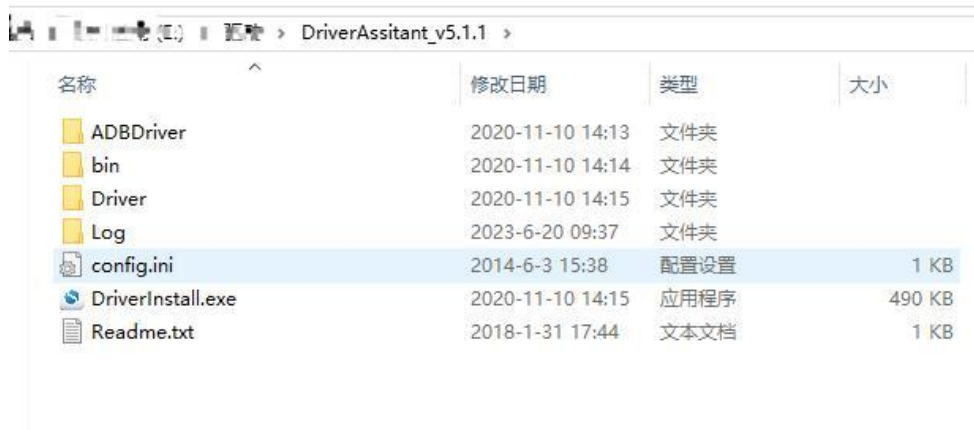 (E:) › DriverAssitant_v5.1.1 ›
名称 修改日期 类型 大小
ADBDriver 2020-11-10 14:13 文件夹
bin 2020-11-10 14:14 文件夹
Driver 2020-11-10 14:15 文件夹
Log 2023-6-20 09:37 文件夹
config.ini 2014-6-3 15:38 配置设置 1 KB
DriverInstall.exe 2020-11-10 14:15 应用程序 490 KB
Readme.txt 2018-1-31 17:44 文本文档 1 KB